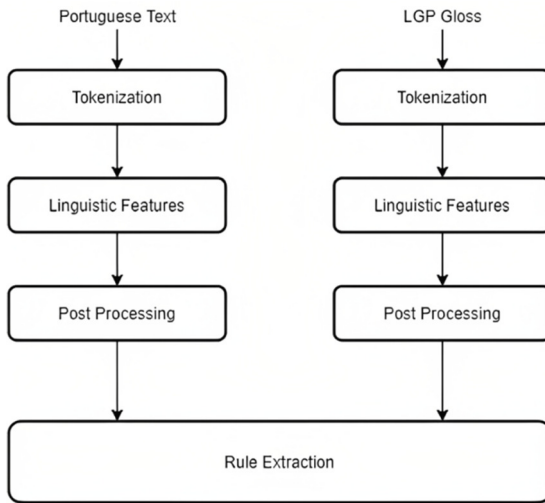 Portuguese Text
LGP Gloss
Tokenization
Tokenization
Linguistic Features
Linguistic Features
Post Processing
Post Processing
Rule Extraction